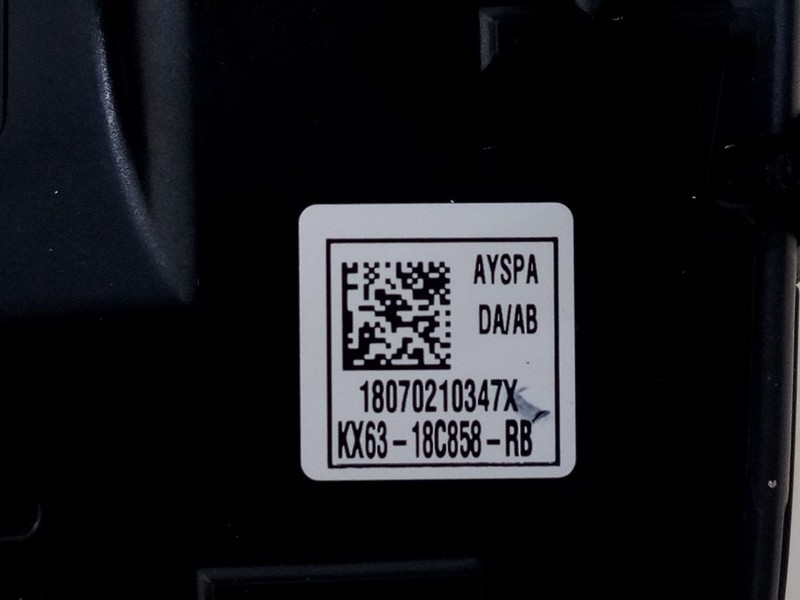 AYSPA
DA/AB
18070210347X
KX63-18C858-RB